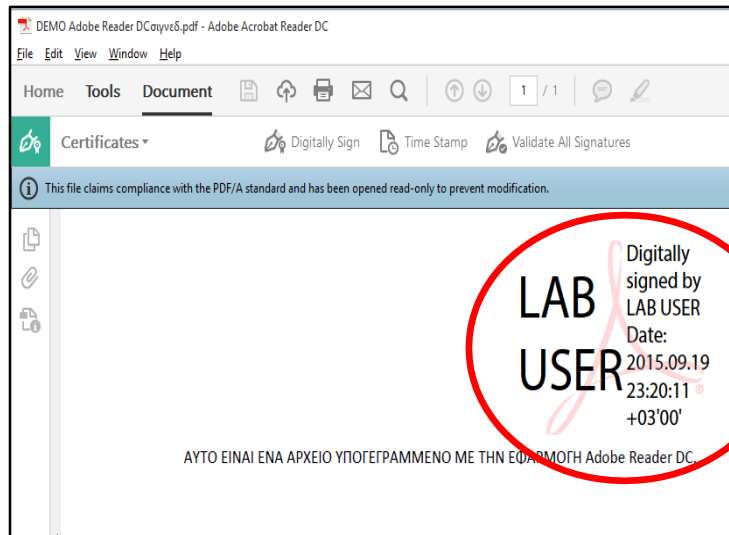 DEMO Adobe Reader DCσιγνεδ.pdf - Adobe Acrobat Reader DC
File Edit View Window Help
Home Tools Document 1 / 1
Certificates Digitally Sign Time Stamp Validate All Signatures
This file claims compliance with the PDF/A standard and has been opened read-only to prevent modification.
LAB
USER
Digitally
signed by
LAB USER
Date:
2015.09.19
23:20:11
+03'00'
ΑΥΤΟ ΕΙΝΑΙ ΕΝΑ ΑΡΧΕΙΟ ΥΠΟΓΕΓΡΑΜΜΕΝΟ ΜΕ ΤΗΝ ΕΦΑΡΜΟΓΗ Adobe Reader DC.